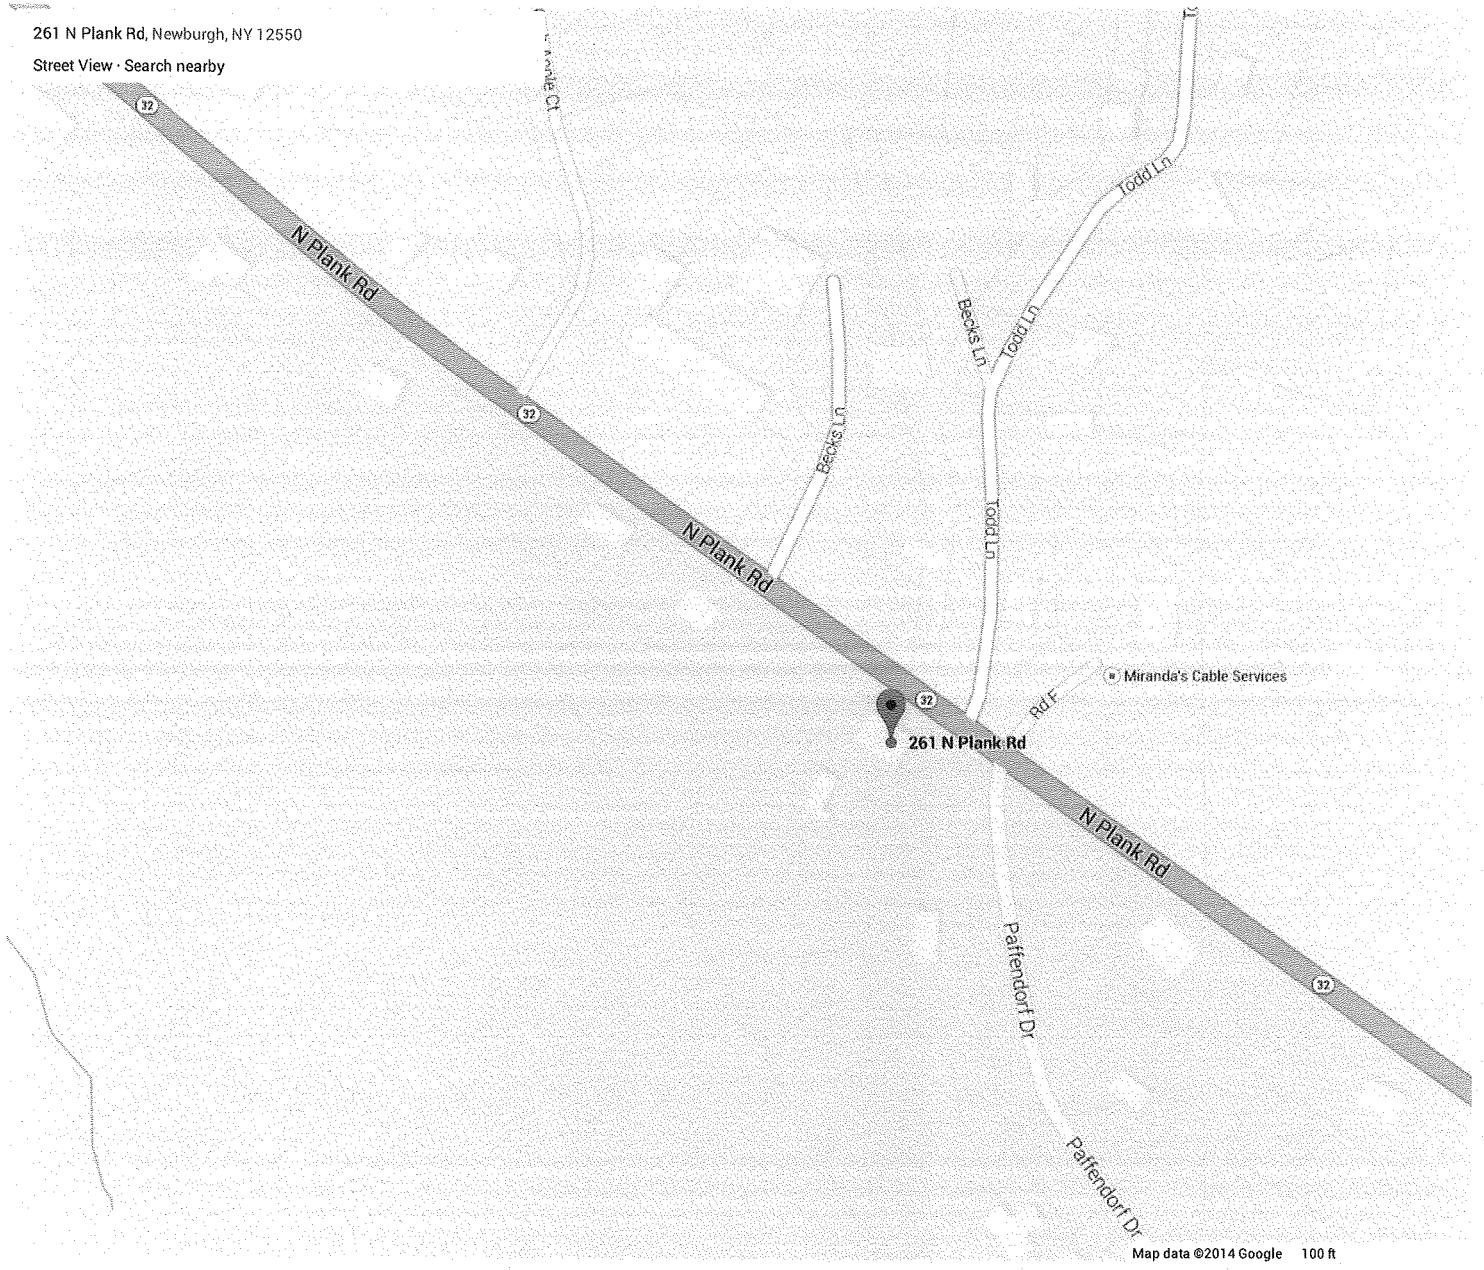 261 N Plank Rd, Newburgh, NY 12550
Street View · Search nearby
Ct
32
Todd Ln
N Plank Rd
Becks Ln
Todd Ln
32
Becks Ln
Todd Ln
N Plank Rd
Miranda's Cable Services
32
Rd F
261 N Plank Rd
N Plank Rd
Paffendorf Dr
32
Paffendorf Dr
Map data ©2014 Google 100 ft